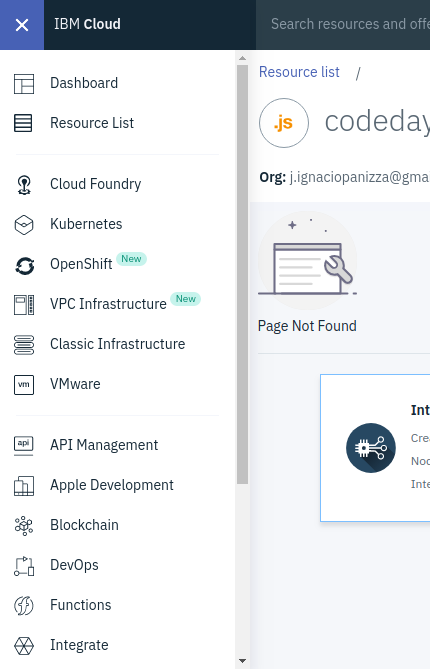 IBM Cloud
Search resources and offe
Dashboard
Resource List
Cloud Foundry
Kubernetes
OpenShift New
VPC Infrastructure New
Classic Infrastructure
vm VMware
api API Management
Apple Development
Blockchain
DevOps
Functions
Integrate
Resource list /
.js codeday
Org: j.ignaciopanizza@gma
Page Not Found
Int
Crea
Nod
Inte